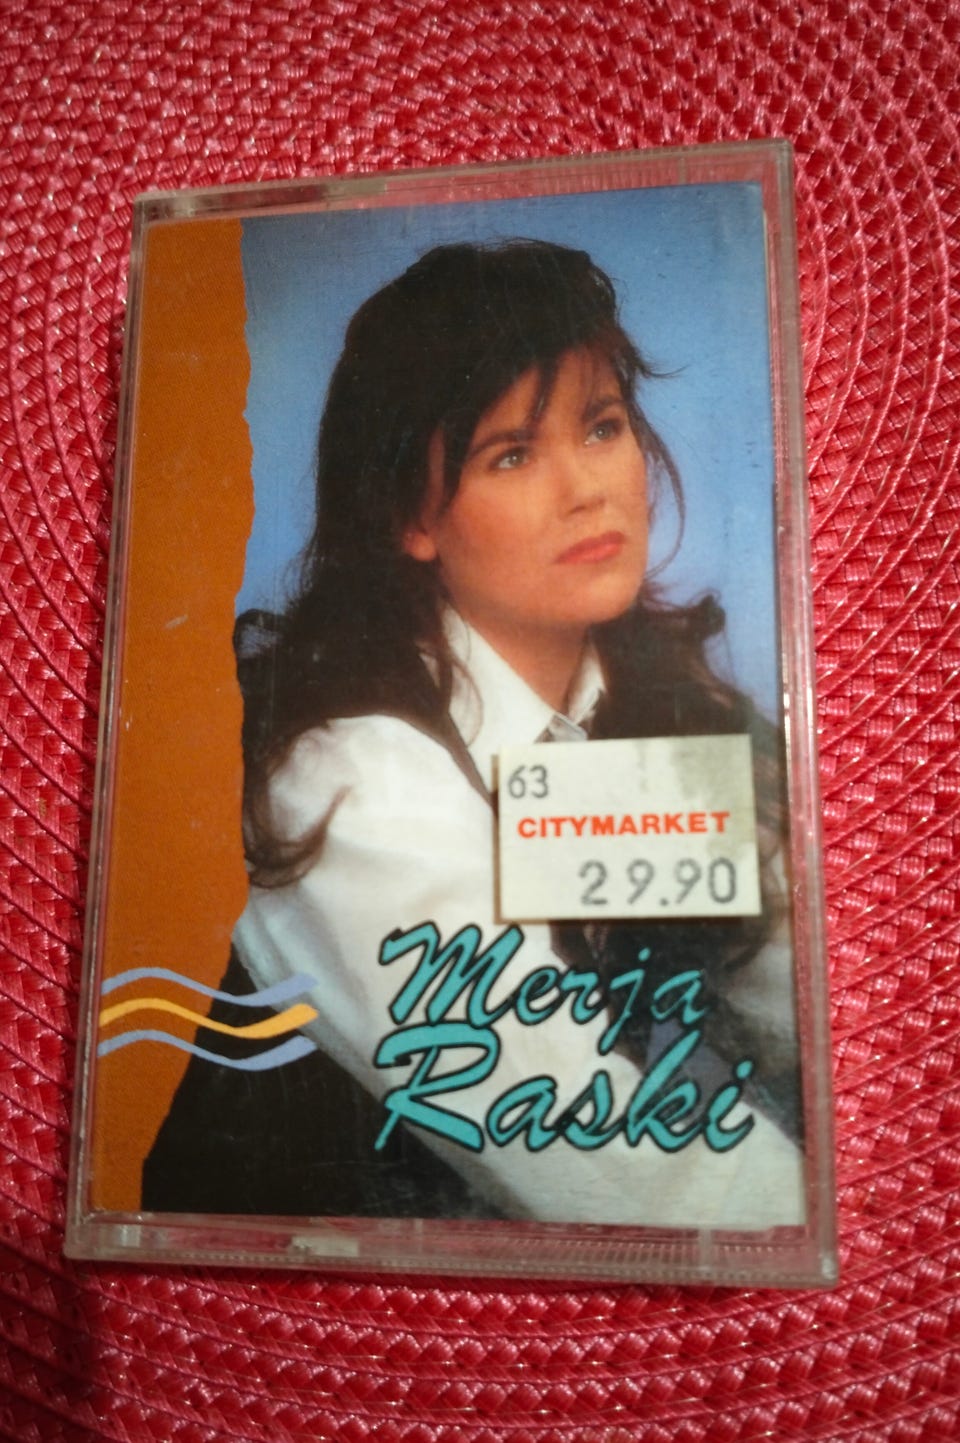 63
CITYMARKET
29.90
Merja
Raski